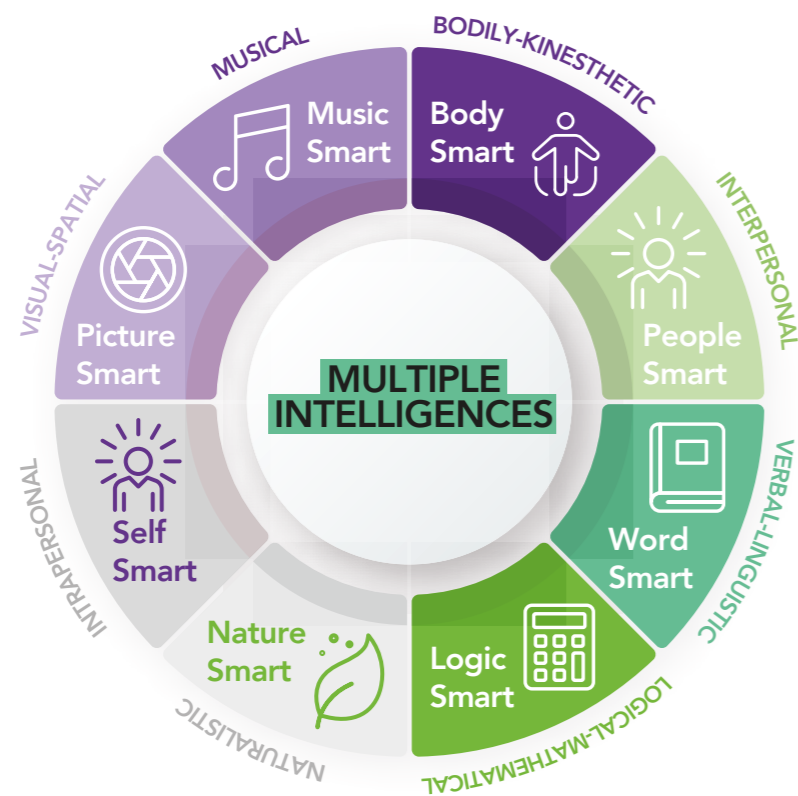 MULTIPLE
INTELLIGENCES
MUSICAL
Music
Smart
BODILY-KINESTHETIC
Body
Smart
INTERPERSONAL
People
Smart
VERBAL-LINGUISTIC
Word
Smart
LOGICAL-MATHEMATICAL
Logic
Smart
NATURALISTIC
Nature
Smart
INTRAPERSONAL
Self
Smart
VISUAL-SPATIAL
Picture
Smart